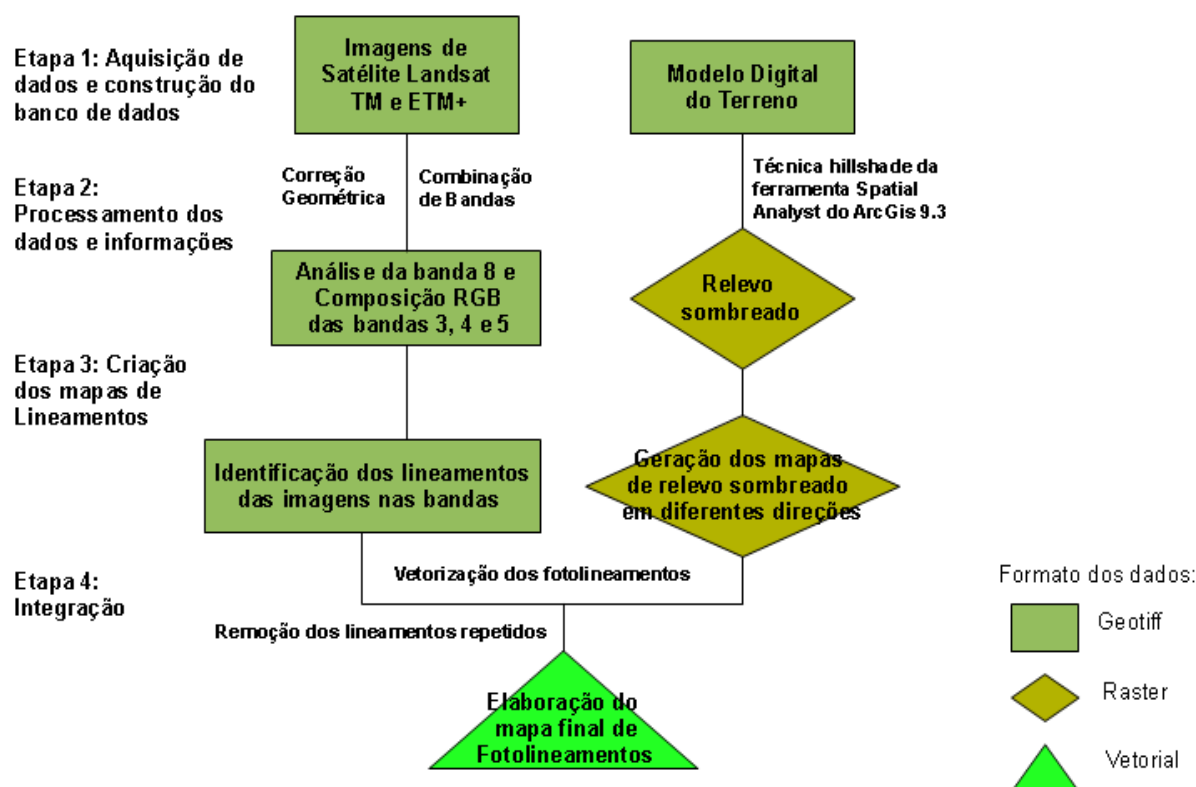 Etapa 1: Aquisição de
dados e construção do
banco de dados
Imagens de
Satélite Landsat
TM e ETM+
Modelo Digital
do Terreno
Correção
Geométrica
Combinação
de Bandas
Técnica hillshade da
ferramenta Spatial
Analyst do ArcGis 9.3
Etapa 2:
Processamento dos
dados e informações
Análise da banda 8 e
Composição RGB
das bandas 3, 4 e 5
Relevo
sombreado
Etapa 3: Criação
dos mapas de
Lineamentos
Identificação dos lineamentos
das imagens nas bandas
Geração dos mapas
de relevo sombreado
em diferentes direções
Etapa 4:
Integração
Vetorização dos fotolineamentos
Remoção dos lineamentos repetidos
Elaboração do
mapa final de
Fotolineamentos
Formato dos dados:
Geotiff
Raster
Vetorial